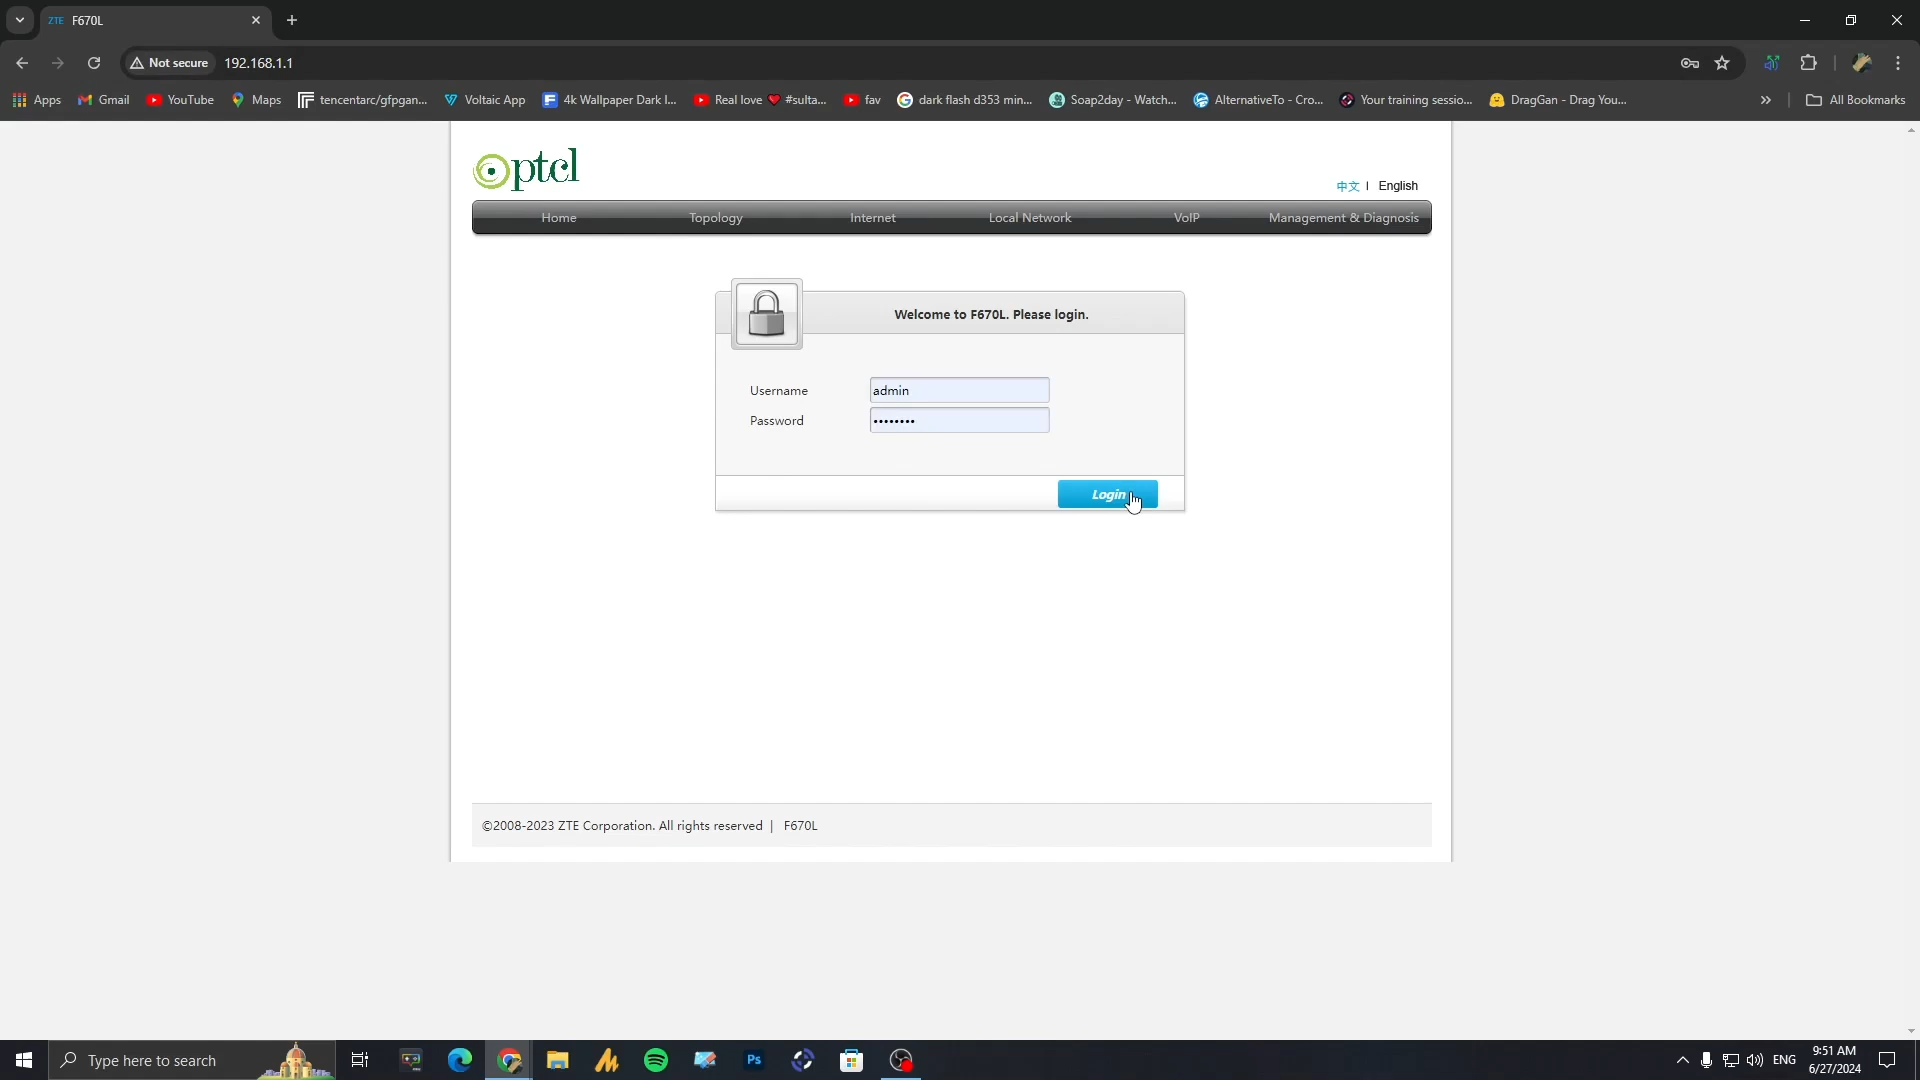 ZTE F670L
Not secure 192.168.1.1
Apps Gmail YouTube Maps tencentarc/gfpgan... Voltaic App 4k Wallpaper Dark I... Real love ❤ #sulta... fav dark flash d353 min... Soap2day - Watch... AlternativeTo - Cro... Your training sessio... DragGan - Drag You... » All Bookmarks
ptcl
中文 | English
Home Topology Internet Local Network VoIP Management & Diagnosis
Welcome to F670L. Please login.
Username admin
Password ••••••••
Login
©2008-2023 ZTE Corporation. All rights reserved | F670L
Type here to search Ps ENG 9:51 AM
6/27/2024